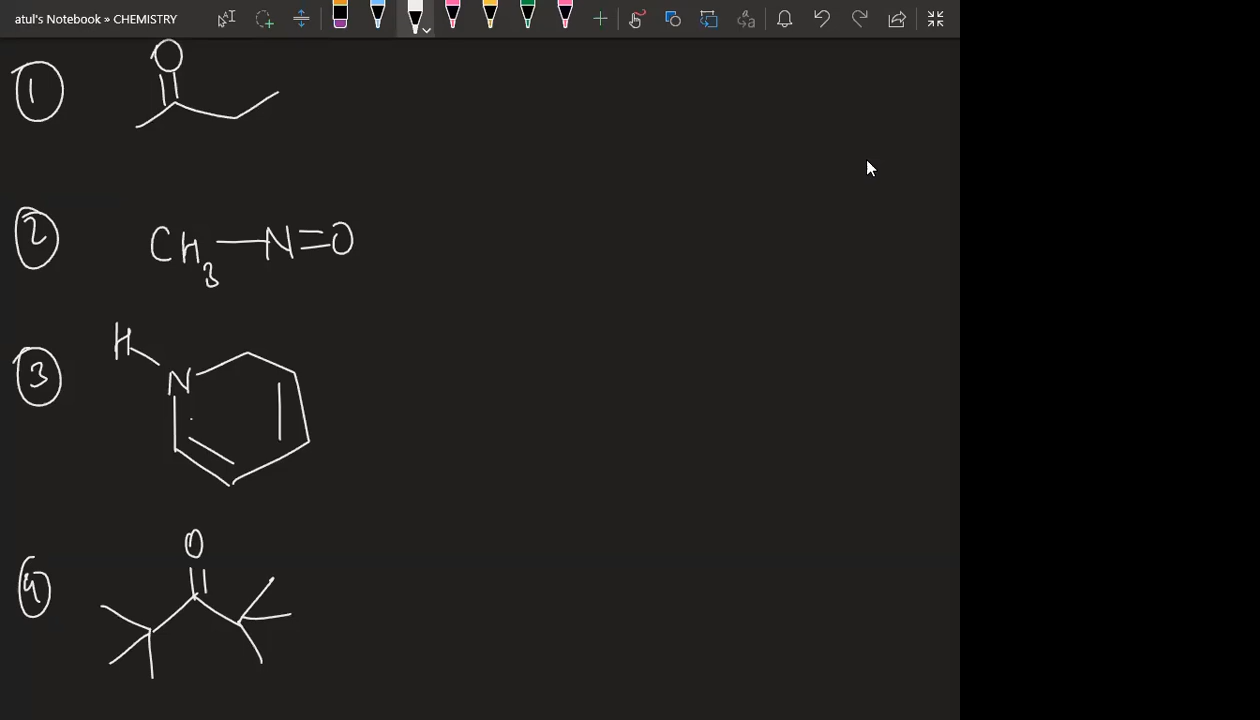 atul's Notebook » CHEMISTRY
1
O
2
CH3—N=O
3
H
N
4
O